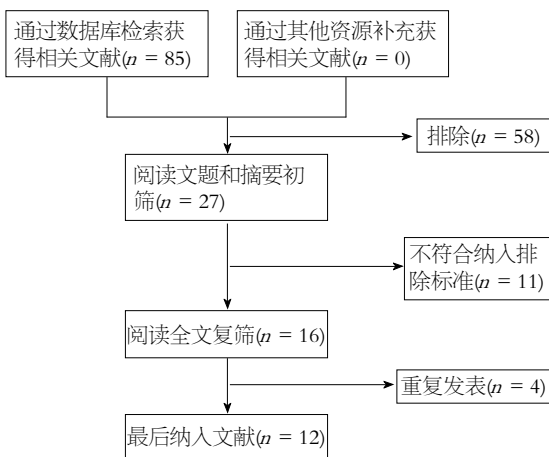 通过数据库检索获
得相关文献(n = 85)
通过其他资源补充获
得相关文献(n = 0)
排除(n = 58)
阅读文题和摘要初
筛(n = 27)
不符合纳入排
除标准(n = 11)
阅读全文复筛(n = 16)
重复发表(n = 4)
最后纳入文献(n = 12)